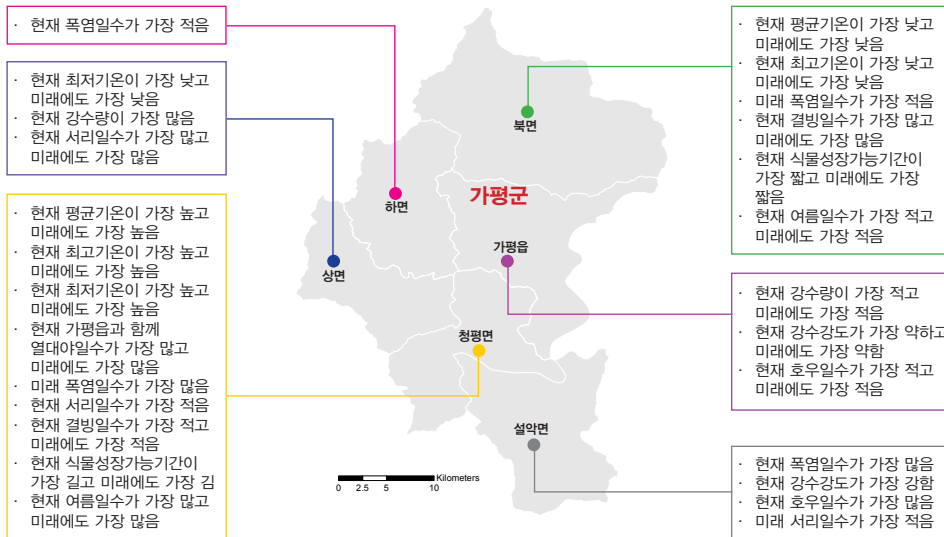 · 현재 폭염일수가 가장 적음
· 현재 최저기온이 가장 낮고
미래에도 가장 낮음
· 현재 강수량이 가장 많음
· 현재 서리일수가 가장 많고
미래에도 가장 많음
· 현재 평균기온이 가장 높고
미래에도 가장 높음
· 현재 최고기온이 가장 높고
미래에도 가장 높음
· 현재 최저기온이 가장 높고
미래에도 가장 높음
· 현재 가평읍과 함께
열대야일수가 가장 많고
미래에도 가장 많음
· 미래 폭염일수가 가장 많음
· 현재 서리일수가 가장 적음
· 현재 결빙일수가 가장 적고
미래에도 가장 적음
· 현재 식물성장가능기간이
가장 길고 미래에도 가장 김
· 현재 여름일수가 가장 많고
미래에도 가장 많음
북면
하면
가평군
가평읍
상면
청평면
설악면
Kilometers
0 2.5 5 10
· 현재 평균기온이 가장 낮고
미래에도 가장 낮음
· 현재 최고기온이 가장 낮고
미래에도 가장 낮음
· 미래 폭염일수가 가장 적음
· 현재 결빙일수가 가장 많고
미래에도 가장 많음
· 현재 식물성장가능기간이
가장 짧고 미래에도 가장
짧음
· 현재 여름일수가 가장 적고
미래에도 가장 적음
· 현재 강수량이 가장 적고
미래에도 가장 적음
· 현재 강수강도가 가장 약하고
미래에도 가장 약함
· 현재 호우일수가 가장 적고
미래에도 가장 적음
· 현재 폭염일수가 가장 많음
· 현재 강수강도가 가장 강함
· 현재 호우일수가 가장 많음
· 미래 서리일수가 가장 적음